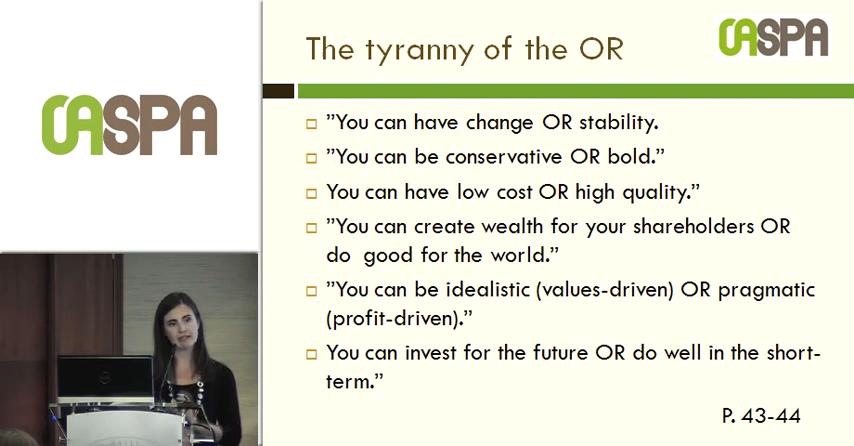 OASPA
The tyranny of the OR
OASPA
"You can have change OR stability.
"You can be conservative OR bold."
You can have low cost OR high quality."
"You can create wealth for your shareholders OR
do good for the world."
"You can be idealistic (values-driven) OR pragmatic
(profit-driven)."
You can invest for the future OR do well in the short-
term."
P. 43-44